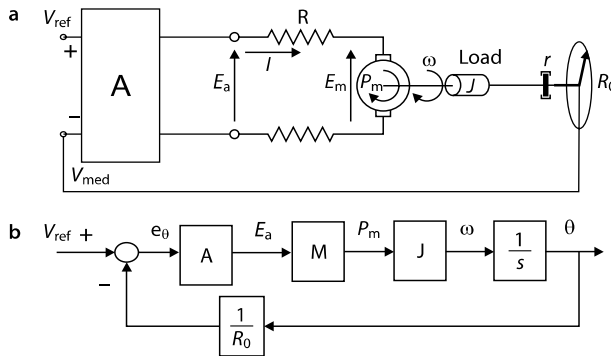 a
V_ref
+
A
−
V_med
R
I
E_a
E_m
P_m
ω
Load
J
r
R_0
b
V_ref +
−
e_θ
A
E_a
M
P_m
J
ω
1
s
θ
1
R_0